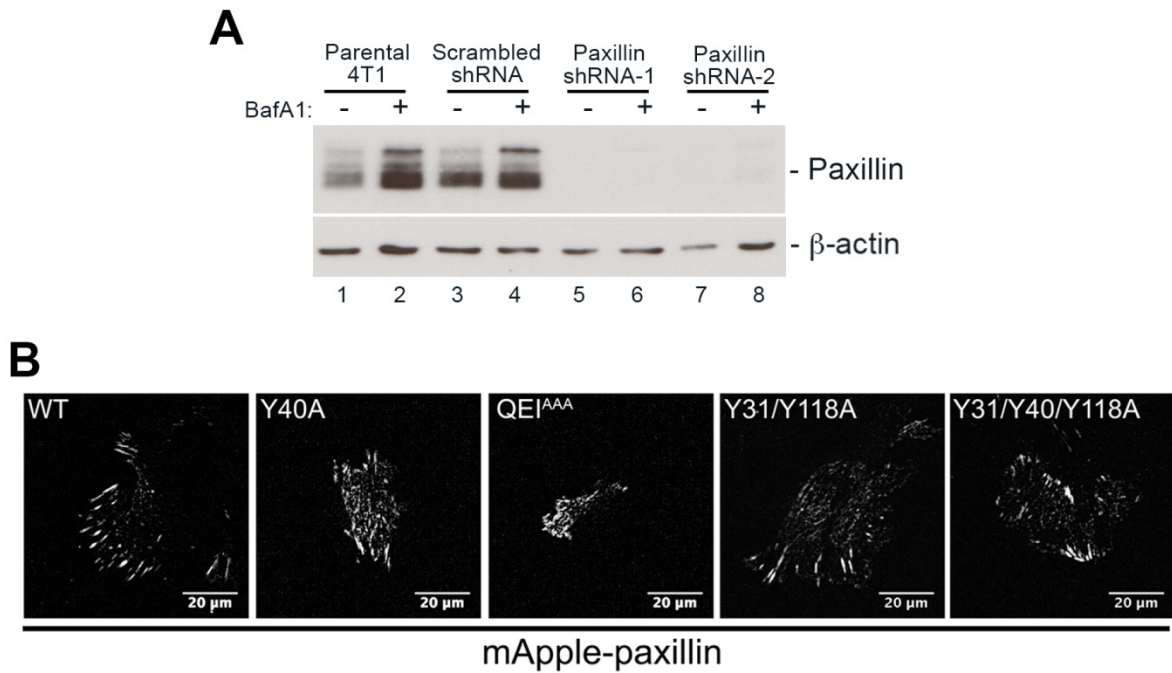 A
Parental Scrambled Paxillin Paxillin
4T1 shRNA shRNA-1 shRNA-2
BafA1: - + - + - + - +
- Paxillin
- β-actin
1 2 3 4 5 6 7 8
B
WT Y40A QEIᴬᴬᴬ Y31/Y118A Y31/Y40/Y118A
20 μm 20 μm 20 μm 20 μm 20 μm
mApple-paxillin